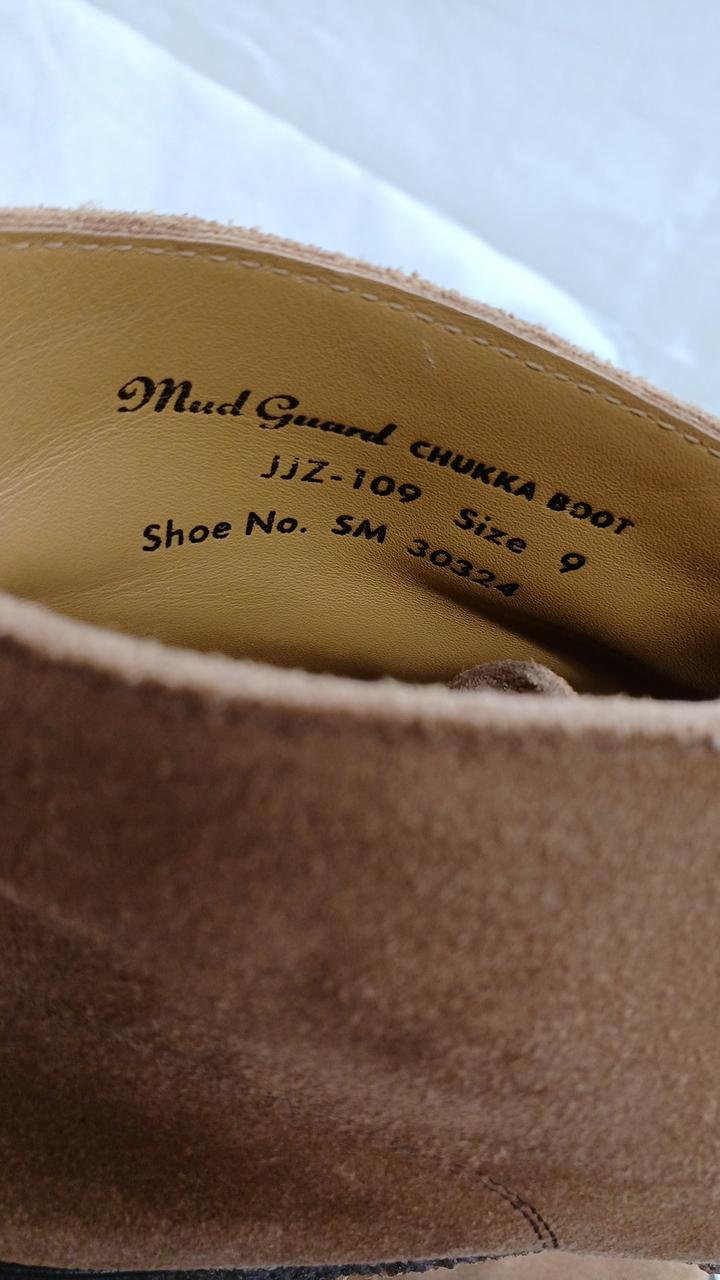 Mud Guard CHUKKA BOOT
JJZ-109 Size 9
Shoe No. SM 30324